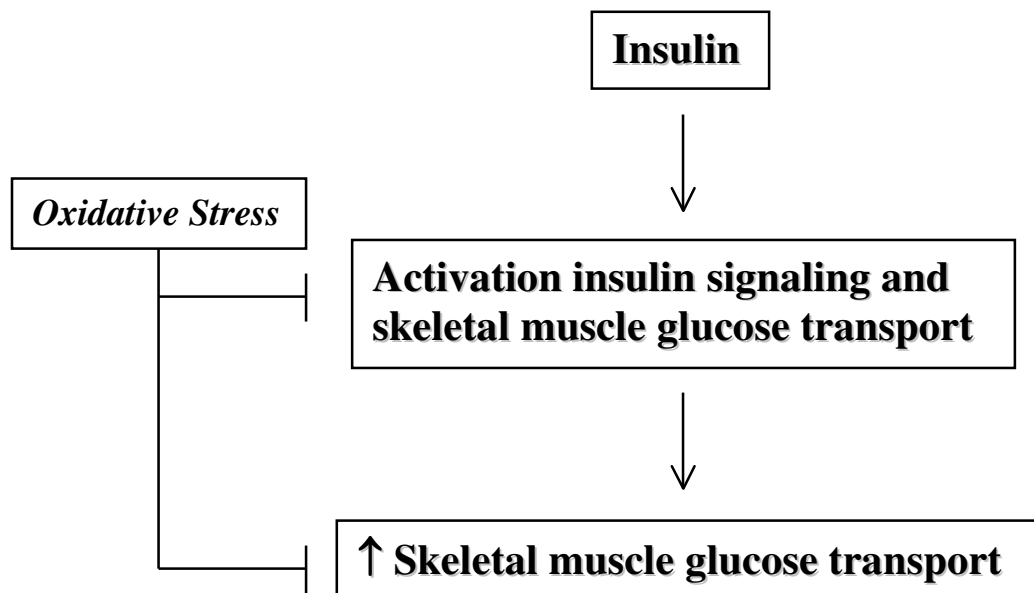 Insulin
Oxidative Stress
Activation insulin signaling and
skeletal muscle glucose transport
↑ Skeletal muscle glucose transport